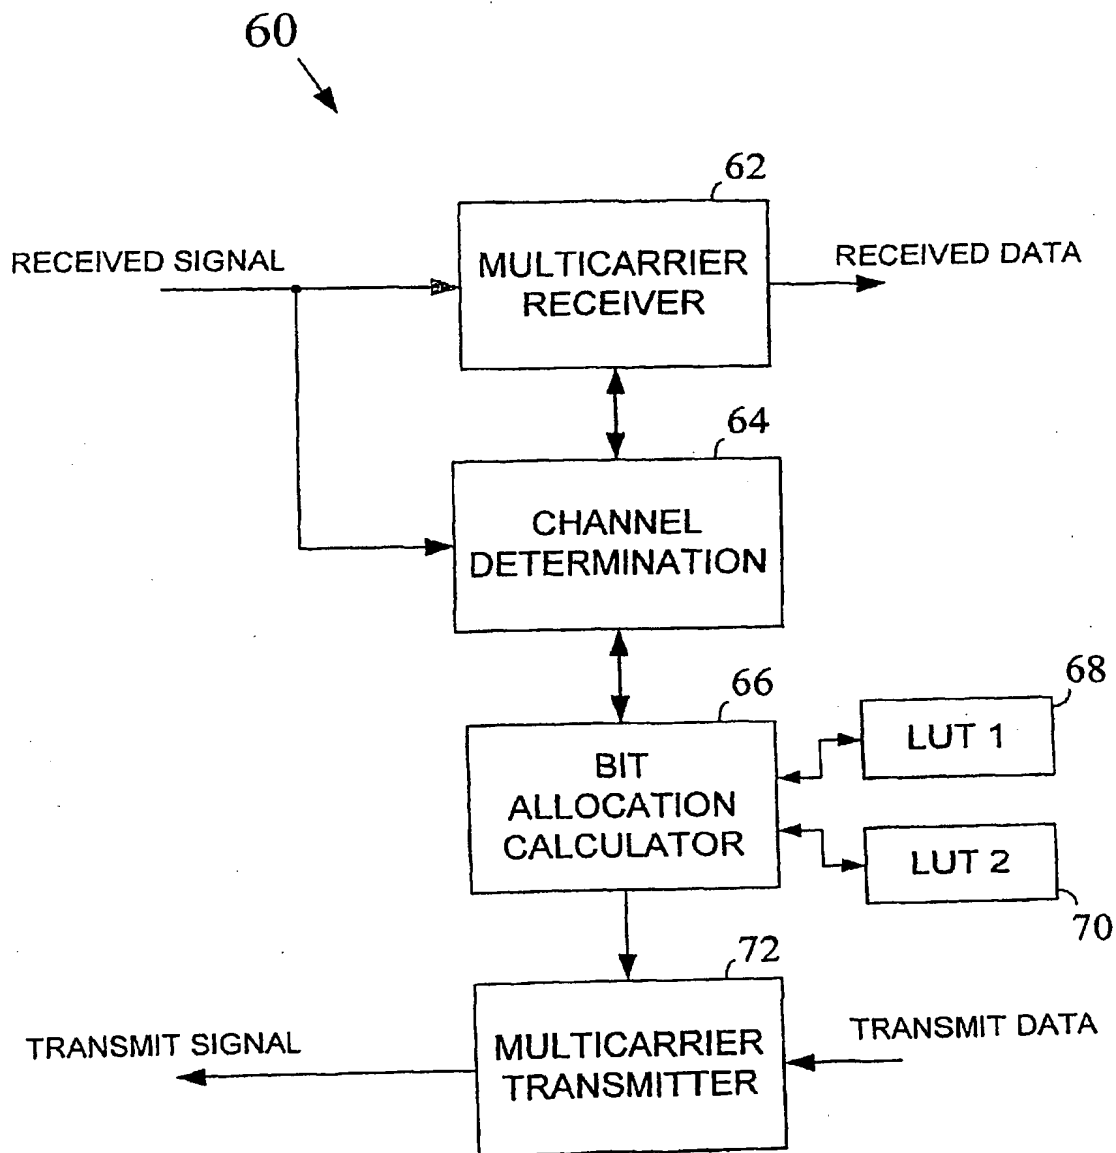 60
62
RECEIVED SIGNAL
MULTICARRIER
RECEIVER
RECEIVED DATA
64
CHANNEL
DETERMINATION
66
68
BIT
ALLOCATION
CALCULATOR
LUT 1
LUT 2
70
72
TRANSMIT SIGNAL
MULTICARRIER
TRANSMITTER
TRANSMIT DATA